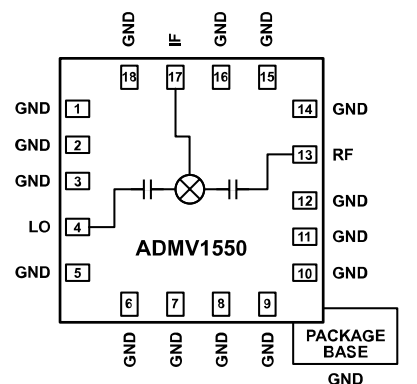 GND IF GND GND
18 17 16 15
GND 1
GND 2
GND 3
LO 4
GND 5
14 GND
13 RF
12 GND
11 GND
10 GND
ADMV1550
6 7 8 9
GND GND GND GND
PACKAGE
BASE
GND